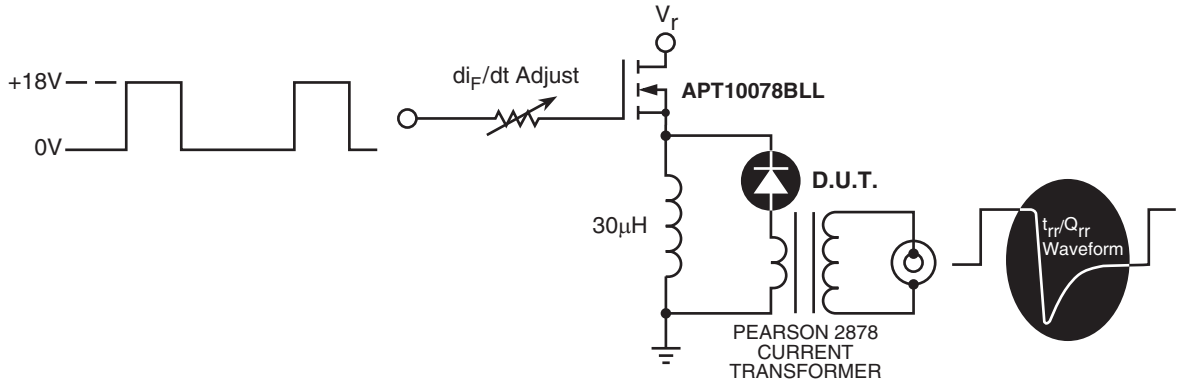 V_r
+18V
di_F/dt Adjust
APT10078BLL
0V
D.U.T.
30μH
t_rr/Q_rr
Waveform
PEARSON 2878
CURRENT
TRANSFORMER